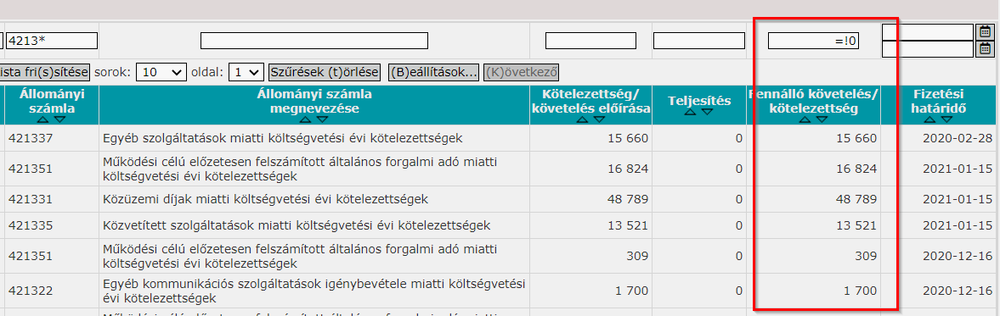 4213*
=!0
ista fri(s)sítése sorok: 10 oldal: 1 Szűrések (t)örlése (B)eállítások... (K)övetkező
Állományi
számla
Állományi számla
megnevezése
Kötelezettség/
követelés előírása
Teljesítés
Fennálló követelés/
kötelezettség
Fizetési
határidő
421337 Egyéb szolgáltatások miatti költségvetési évi kötelezettségek 15 660 0 15 660 2020-02-28
421351 Működési célú előzetesen felszámított általános forgalmi adó miatti
költségvetési évi kötelezettségek 16 824 0 16 824 2021-01-15
421331 Közüzemi díjak miatti költségvetési évi kötelezettségek 48 789 0 48 789 2021-01-15
421335 Közvetített szolgáltatások miatti költségvetési évi kötelezettségek 13 521 0 13 521 2021-01-15
421351 Működési célú előzetesen felszámított általános forgalmi adó miatti
költségvetési évi kötelezettségek 309 0 309 2020-12-16
421322 Egyéb kommunikációs szolgáltatások igénybevétele miatti költségvetési
évi kötelezettségek 1 700 0 1 700 2020-12-16